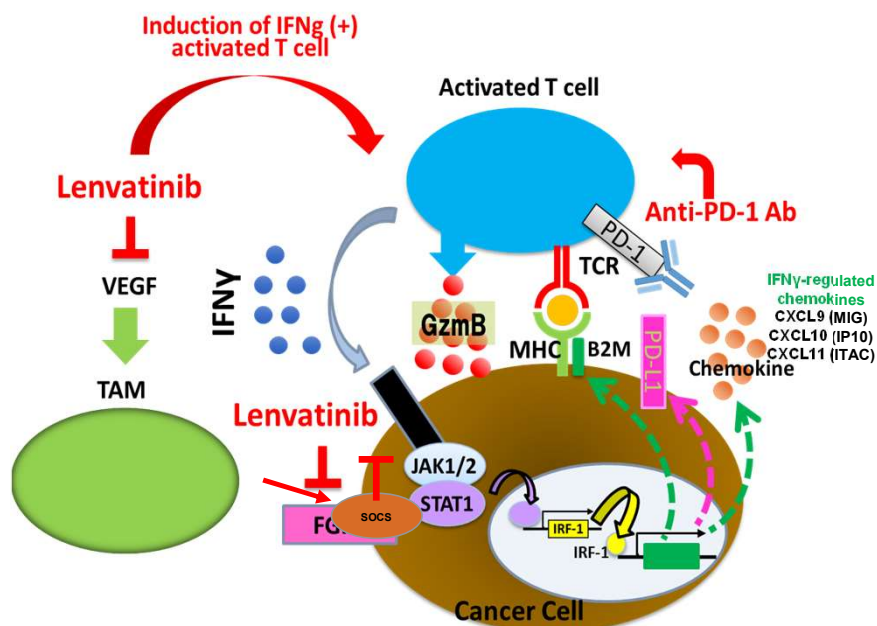 Induction of IFNg (+)
activated T cell
Activated T cell
Lenvatinib
Anti-PD-1 Ab
PD-1
TCR
VEGF
IFNγ
IFNγ-regulated
chemokines
CXCL9 (MIG)
CXCL10 (IP10)
CXCL11 (ITAC)
GzmB
MHC
B2M
PD-L1
Chemokine
TAM
Lenvatinib
JAK1/2
STAT1
SOCS
IRF-1
IRF-1
Cancer Cell